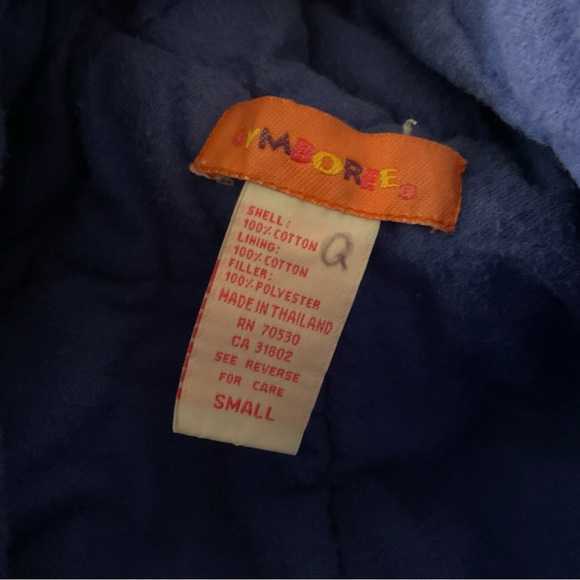 GYMBOREE®
SHELL:
100% COTTON
LINING:
100% COTTON
FILLER:
100% POLYESTER
MADE IN THAILAND
RN 70530
CA 31802
SEE REVERSE
FOR CARE
SMALL
Q